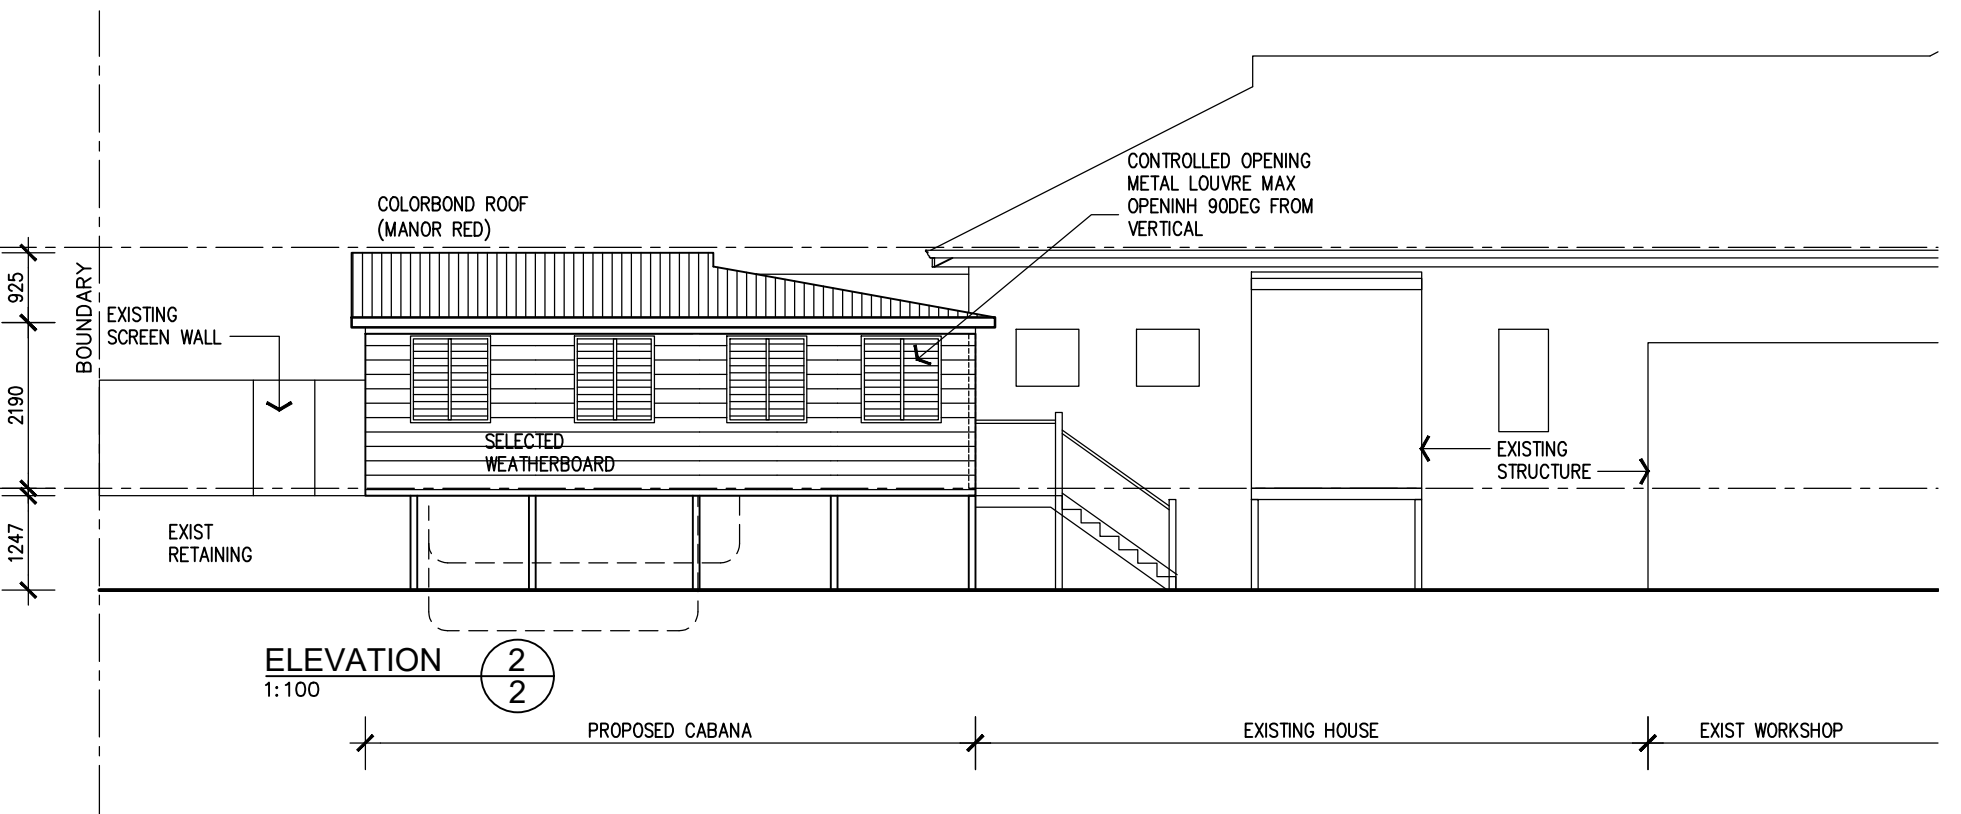 CONTROLLED OPENING
METAL LOUVRE MAX
OPENINH 90DEG FROM
VERTICAL
COLORBOND ROOF
(MANOR RED)
925
BOUNDARY
EXISTING
SCREEN WALL
2190
SELECTED
WEATHERBOARD
EXISTING
STRUCTURE
1247
EXIST
RETAINING
ELEVATION
1:100
2
2
PROPOSED CABANA
EXISTING HOUSE
EXIST WORKSHOP